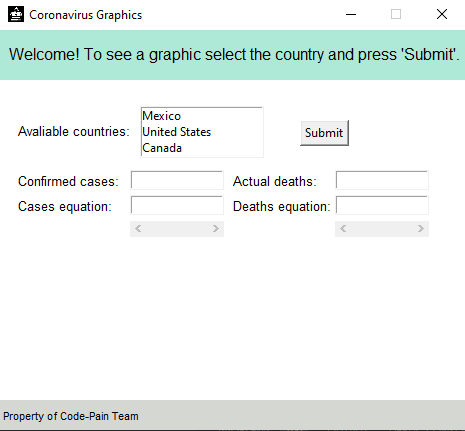 Coronavirus Graphics
Welcome! To see a graphic select the country and press 'Submit'.
Avaliable countries:
Mexico
United States
Canada
Submit
Confirmed cases:
Actual deaths:
Cases equation:
Deaths equation:
Property of Code-Pain Team